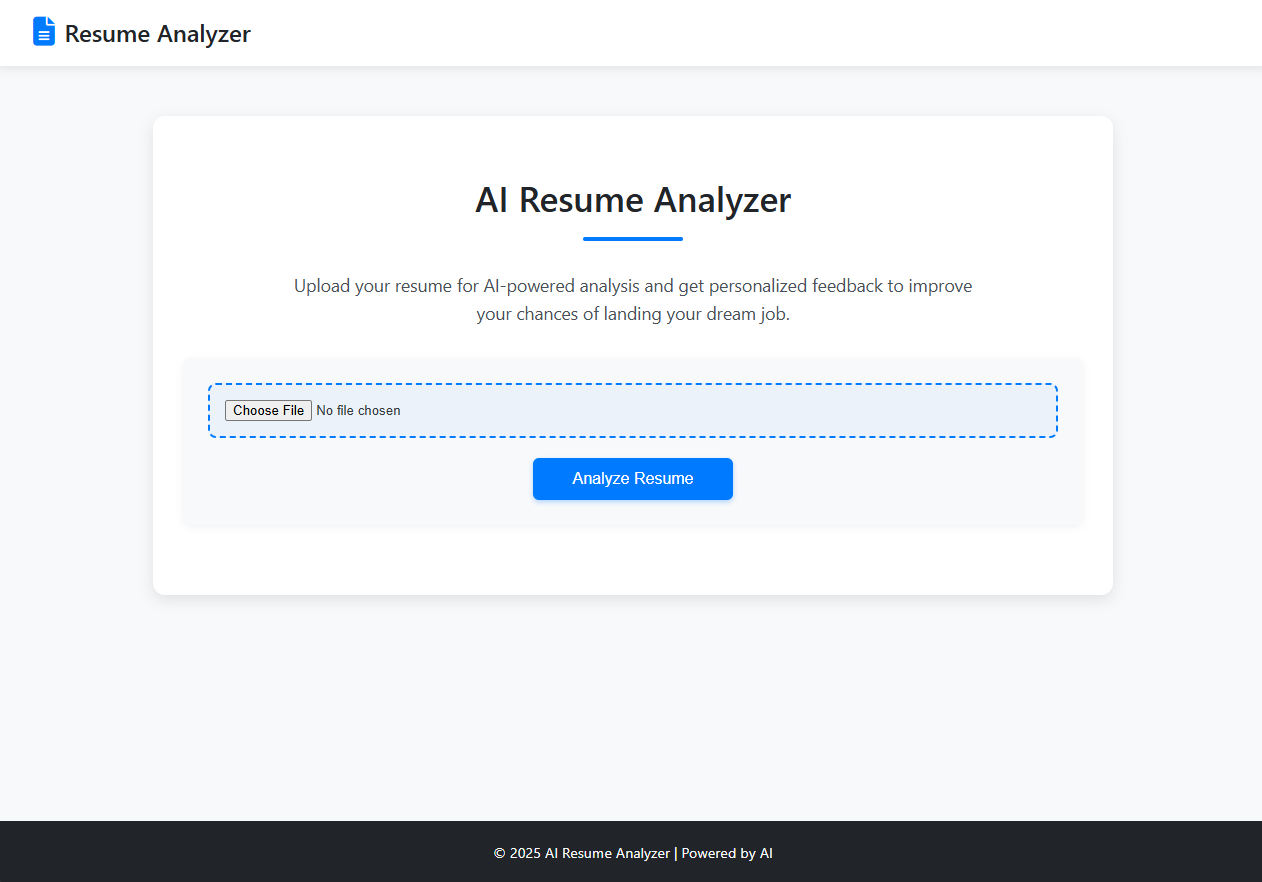 Resume Analyzer
AI Resume Analyzer
Upload your resume for AI-powered analysis and get personalized feedback to improve
your chances of landing your dream job.
Choose File No file chosen
Analyze Resume
© 2025 AI Resume Analyzer | Powered by AI